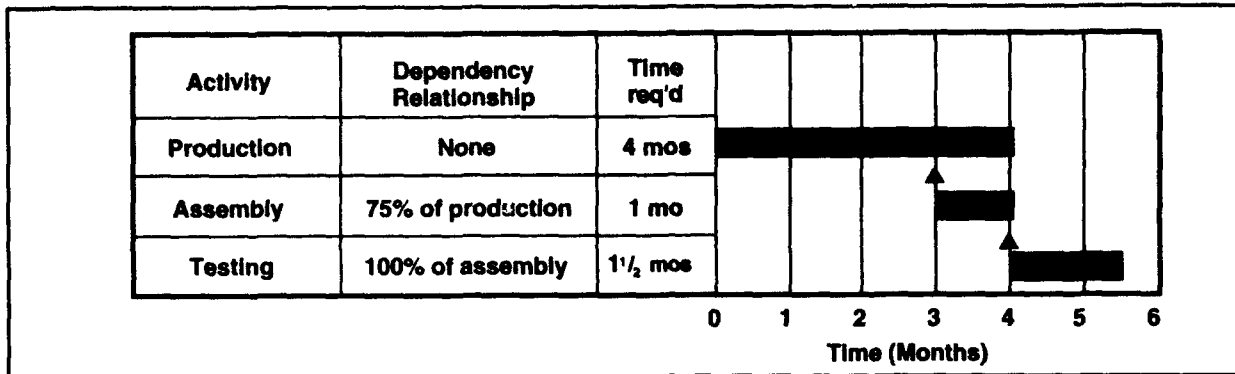 Activity Dependency Relationship Time req'd
Production None 4 mos
Assembly 75% of production 1 mo
Testing 100% of assembly 1 1/2 mos
0 1 2 3 4 5 6
Time (Months)